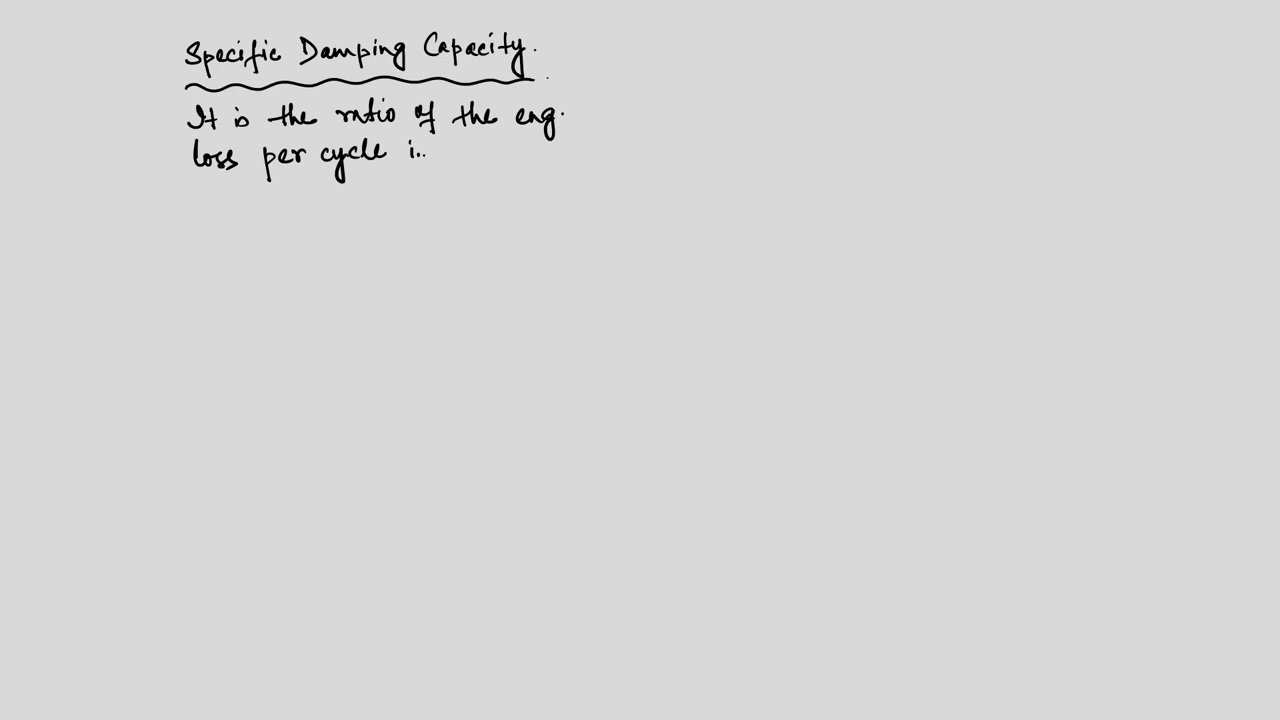 Specific Damping Capacity.
It is the ratio of the eng.
loss per cycle i..